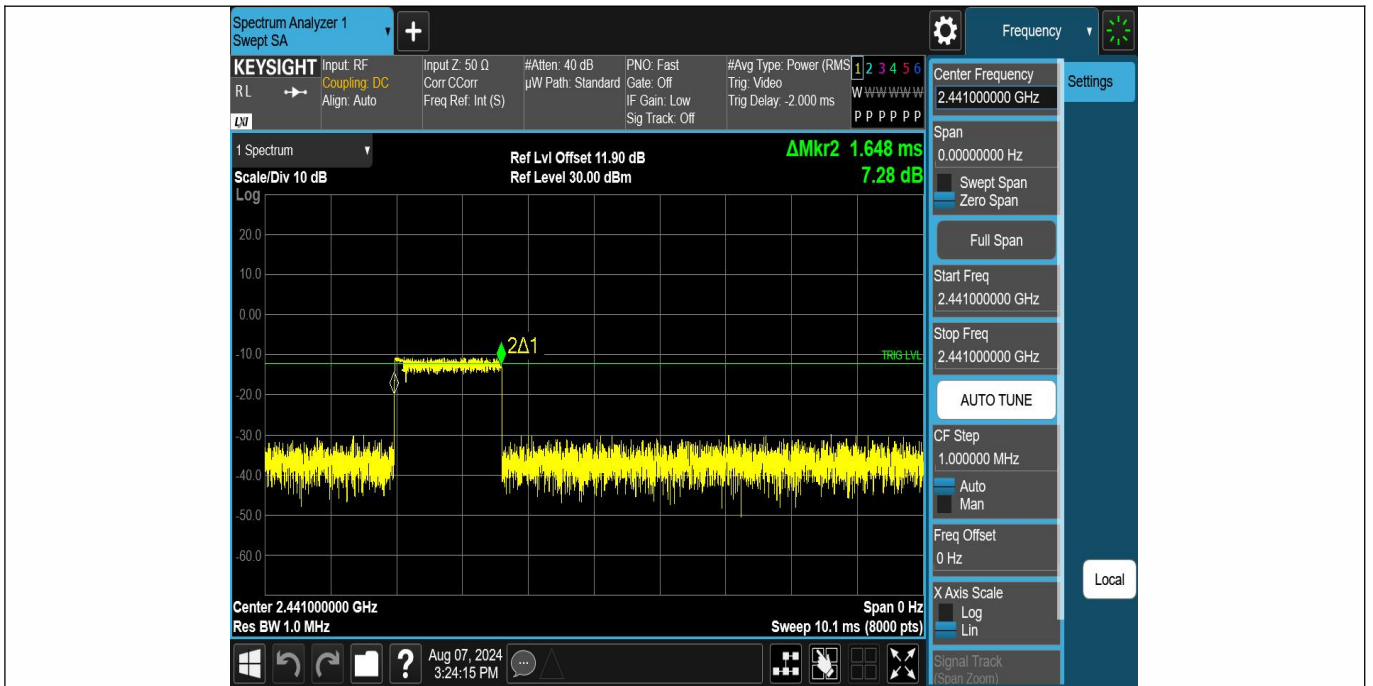 Spectrum Analyzer 1
Swept SA
+
Frequency
KEYSIGHT
RL
LXI
Input: RF
Coupling: DC
Align: Auto
Input Z: 50 Ω
Corr CCorr
Freq Ref: Int (S)
#Atten: 40 dB
µW Path: Standard
PNO: Fast
Gate: Off
IF Gain: Low
Sig Track: Off
#Avg Type: Power (RMS
Trig: Video
Trig Delay: -2.000 ms
1 2 3 4 5 6
W W W W W W
P P P P P P
1 Spectrum
Scale/Div 10 dB
Ref Lvl Offset 11.90 dB
Ref Level 30.00 dBm
ΔMkr2 1.648 ms
7.28 dB
Log
20.0
10.0
0.00
-10.0
-20.0
-30.0
-40.0
-50.0
-60.0
2Δ1
TRIG LVL
Center 2.441000000 GHz
Res BW 1.0 MHz
Span 0 Hz
Sweep 10.1 ms (8000 pts)
Aug 07, 2024
3:24:15 PM
Center Frequency
2.441000000 GHz
Settings
Span
0.00000000 Hz
Swept Span
Zero Span
Full Span
Start Freq
2.441000000 GHz
Stop Freq
2.441000000 GHz
AUTO TUNE
CF Step
1.000000 MHz
Auto
Man
Freq Offset
0 Hz
X Axis Scale
Log
Lin
Local
Signal Track
(Span Zoom)